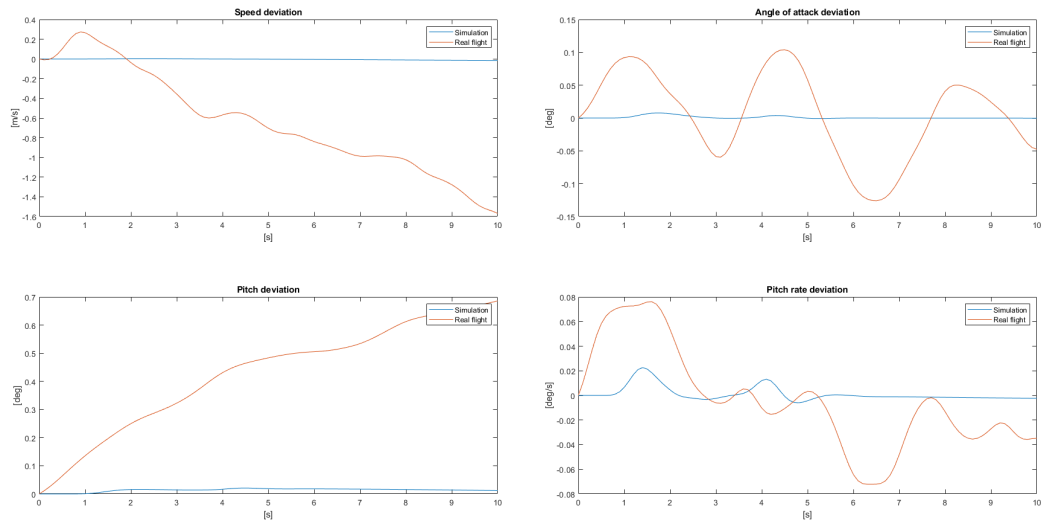 Speed deviation
0.4
0.2
0
-0.2
-0.4
-0.6
-0.8
-1
-1.2
-1.4
-1.6
[m/s]
0 1 2 3 4 5 6 7 8 9 10
[s]
Simulation
Real flight
Angle of attack deviation
0.15
0.1
0.05
0
-0.05
-0.1
-0.15
[deg]
0 1 2 3 4 5 6 7 8 9 10
[s]
Simulation
Real flight
Pitch deviation
0.7
0.6
0.5
0.4
0.3
0.2
0.1
0
[deg]
0 1 2 3 4 5 6 7 8 9 10
[s]
Simulation
Real flight
Pitch rate deviation
0.08
0.06
0.04
0.02
0
-0.02
-0.04
-0.06
-0.08
[deg/s]
0 1 2 3 4 5 6 7 8 9 10
[s]
Simulation
Real flight